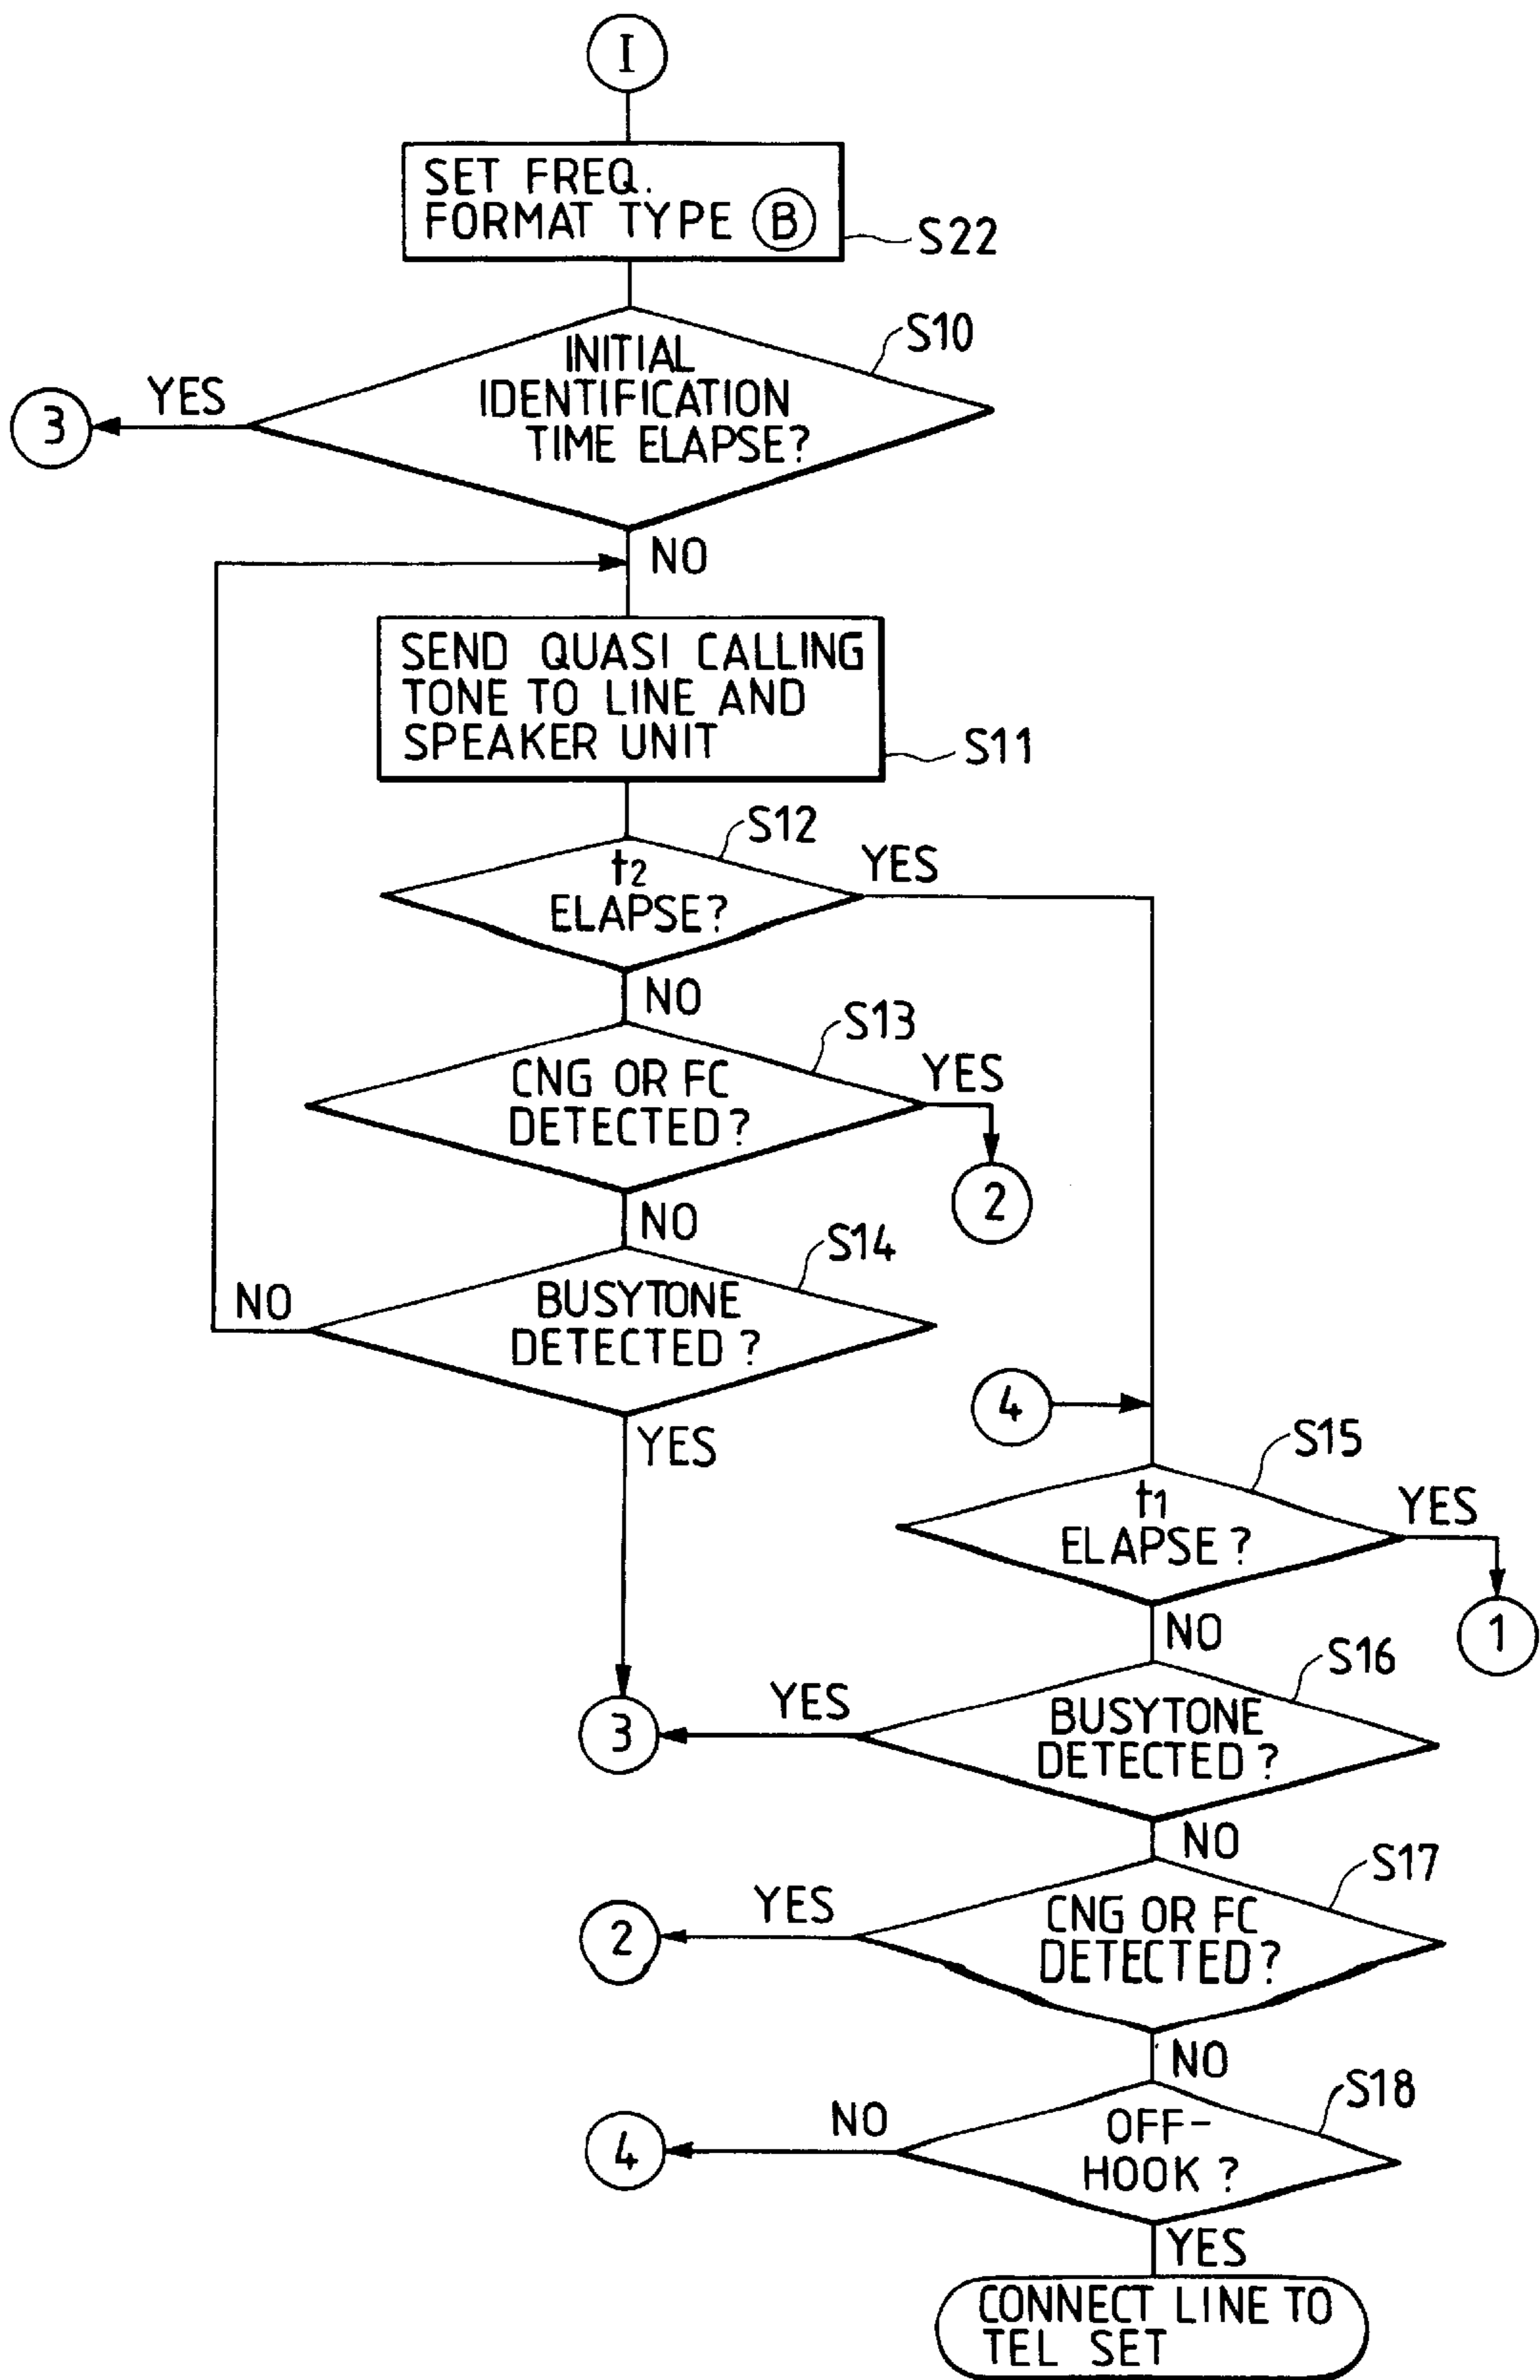 I
SET FREQ.
FORMAT TYPE B
S22
S10
INITIAL
IDENTIFICATION
TIME ELAPSE?
YES
3
NO
SEND QUASI CALLING
TONE TO LINE AND
SPEAKER UNIT
S11
S12
t2
ELAPSE?
YES
NO
S13
CNG OR FC
DETECTED?
YES
2
NO
S14
BUSYTONE
DETECTED?
NO
YES
4
S15
t1
ELAPSE?
YES
1
NO
S16
BUSYTONE
DETECTED?
YES
3
NO
S17
CNG OR FC
DETECTED?
YES
2
NO
S18
OFF-
HOOK?
NO
4
YES
CONNECT LINE TO
TEL SET